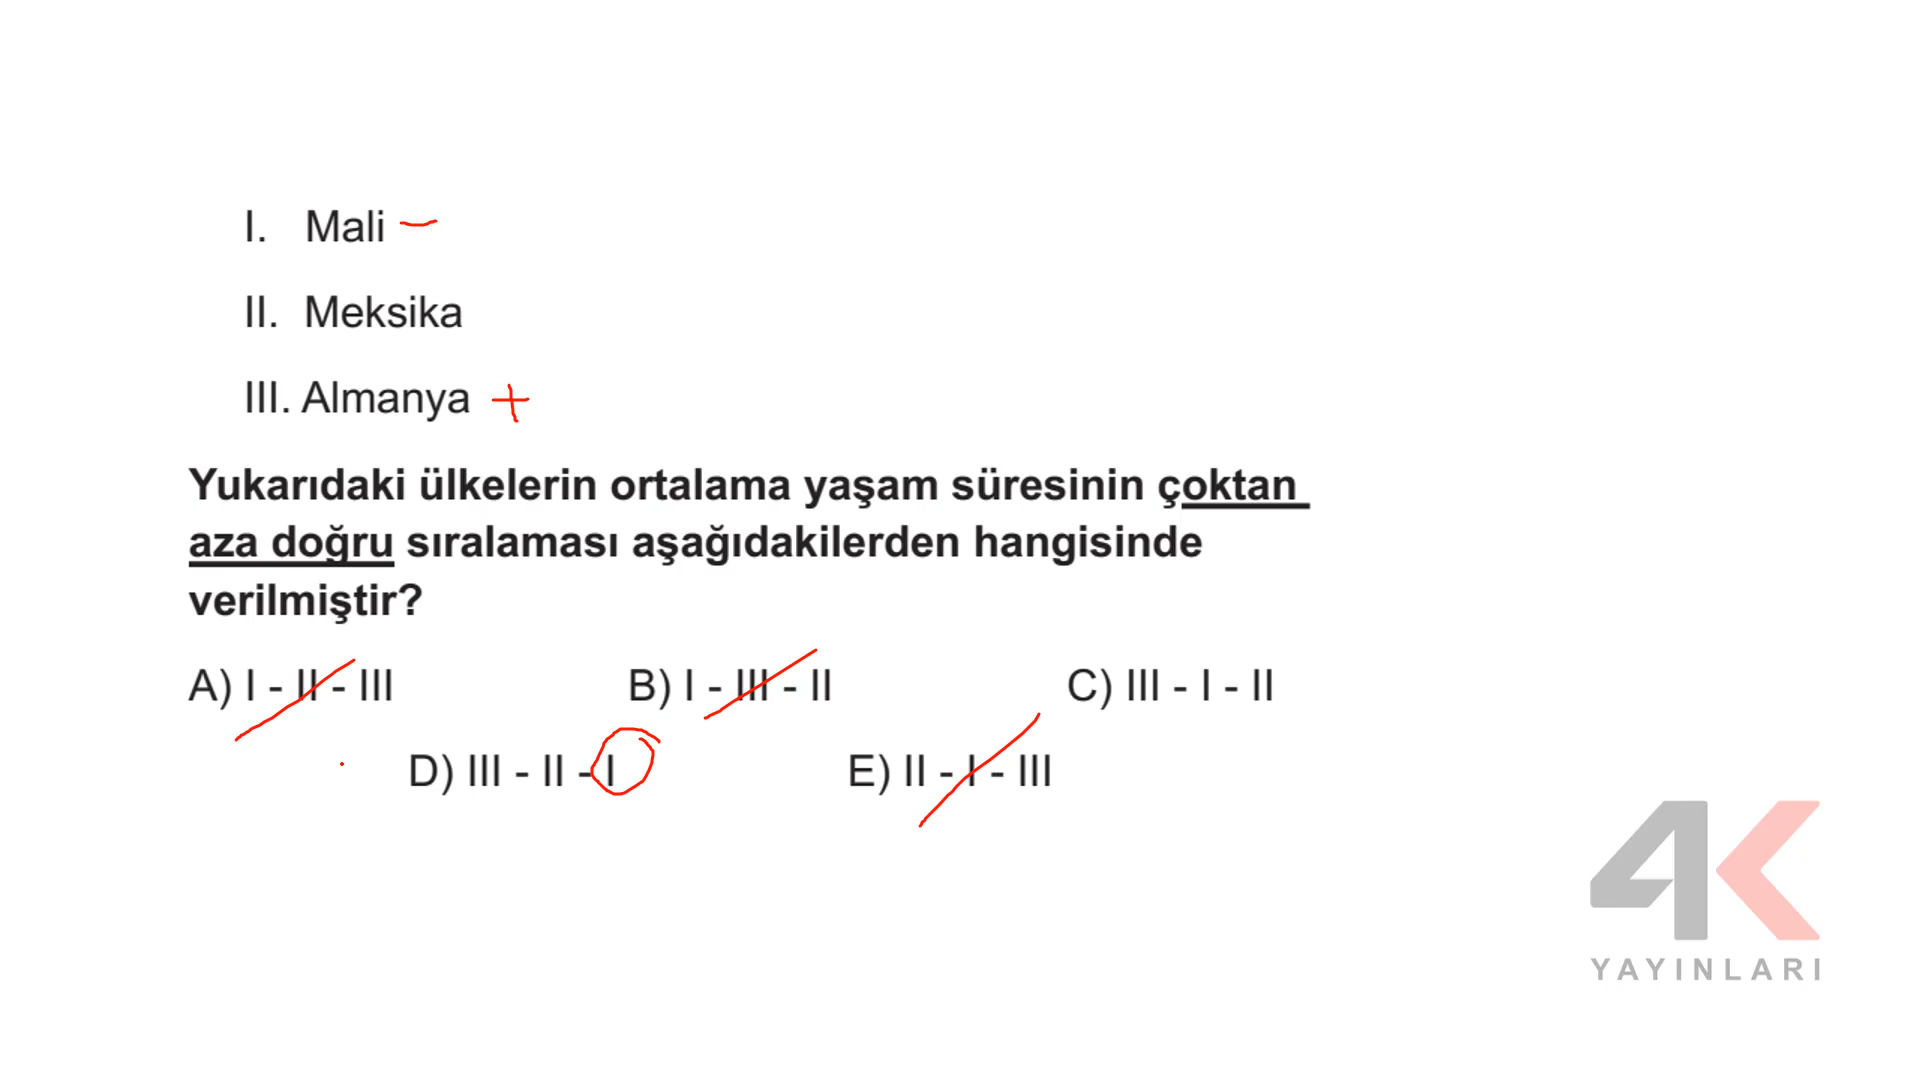 I. Mali -
II. Meksika
III. Almanya +
Yukarıdaki ülkelerin ortalama yaşam süresinin çoktan
aza doğru sıralaması aşağıdakilerden hangisinde
verilmiştir?
A) I - II - III B) I - III - II C) III - I - II
D) III - II - I E) II - I - III
4K
YAYINLARI